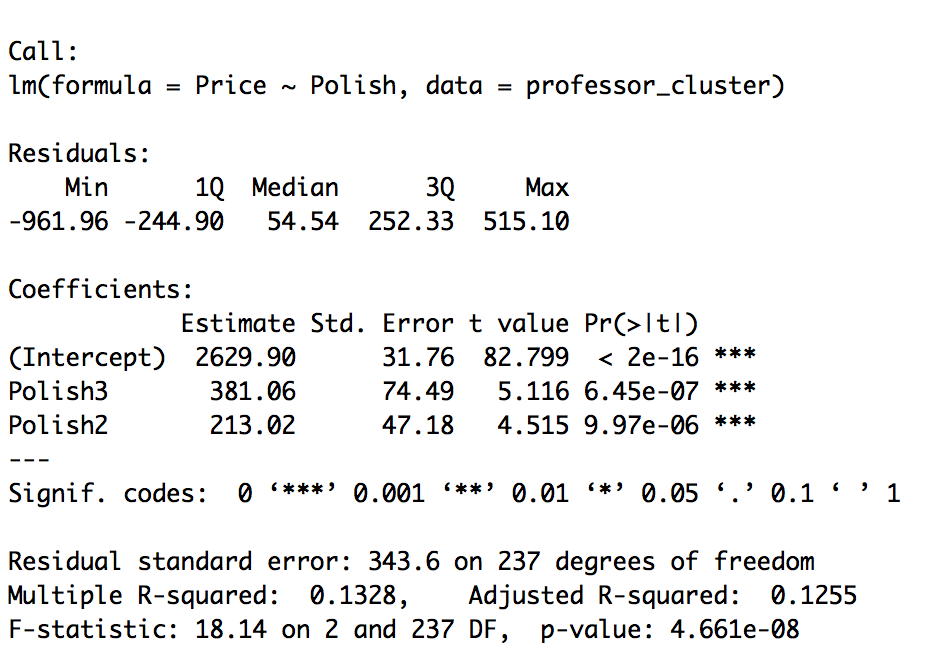 Call:
lm(formula = Price ~ Polish, data = professor_cluster)
Residuals:
    Min      1Q  Median      3Q     Max
-961.96 -244.90   54.54  252.33  515.10
Coefficients:
            Estimate Std. Error t value Pr(>|t|)
(Intercept)  2629.90      31.76  82.799  < 2e-16 ***
Polish3       381.06      74.49   5.116 6.45e-07 ***
Polish2       213.02      47.18   4.515 9.97e-06 ***
---
Signif. codes:  0 ‘***’ 0.001 ‘**’ 0.01 ‘*’ 0.05 ‘.’ 0.1 ‘ ’ 1
Residual standard error: 343.6 on 237 degrees of freedom
Multiple R-squared:  0.1328,    Adjusted R-squared:  0.1255
F-statistic: 18.14 on 2 and 237 DF,  p-value: 4.661e-08